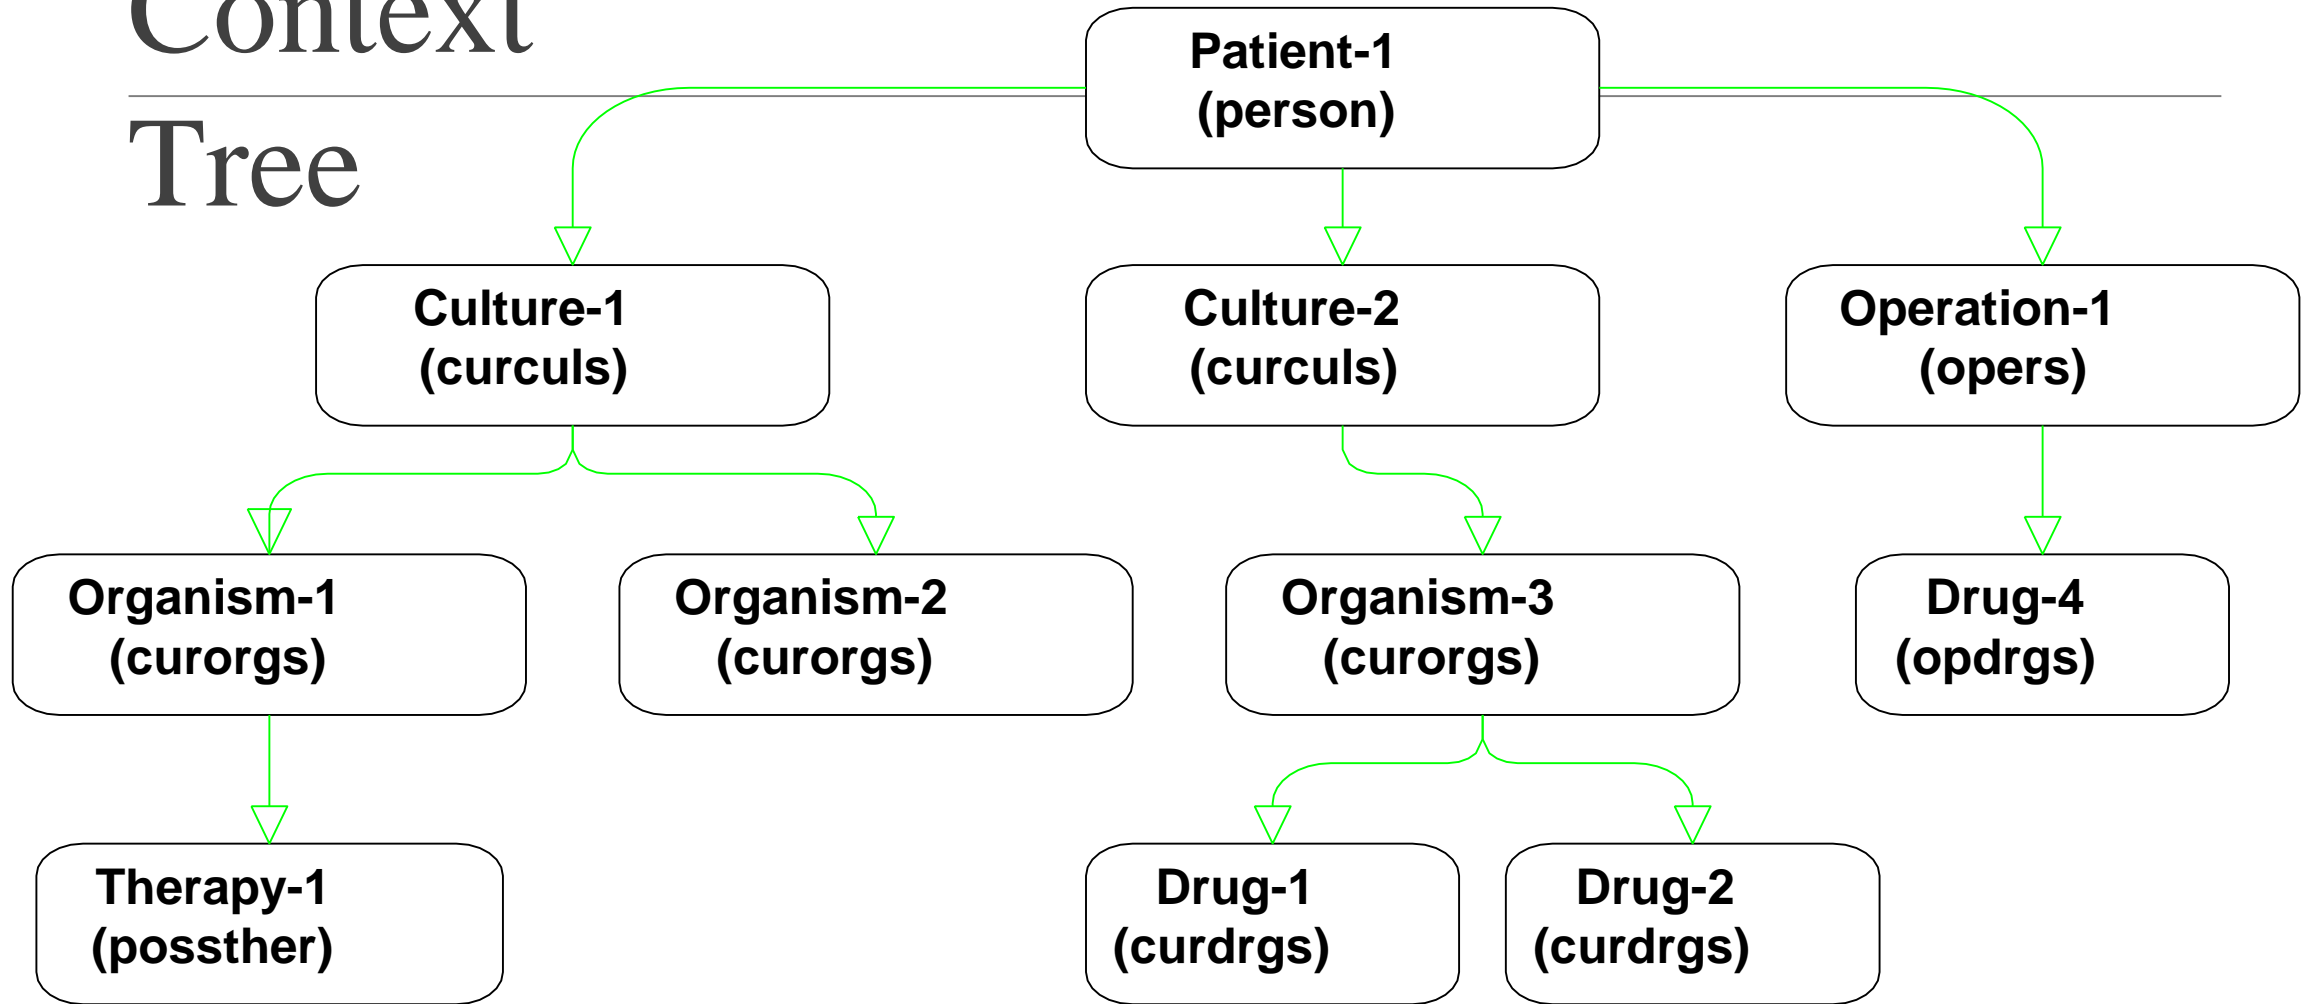 Context
Tree
Patient-1
(person)
Culture-1
(curculs)
Culture-2
(curculs)
Operation-1
(opers)
Organism-1
(curorgs)
Organism-2
(curorgs)
Organism-3
(curorgs)
Drug-4
(opdrgs)
Therapy-1
(possther)
Drug-1
(curdrgs)
Drug-2
(curdrgs)